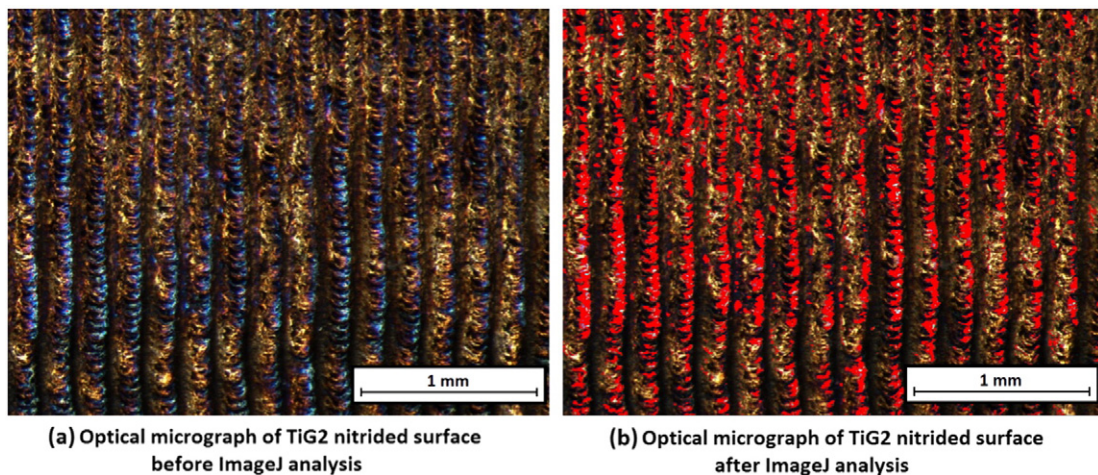 1 mm
1 mm
(a) Optical micrograph of TiG2 nitrided surface
before ImageJ analysis
(b) Optical micrograph of TiG2 nitrided surface
after ImageJ analysis